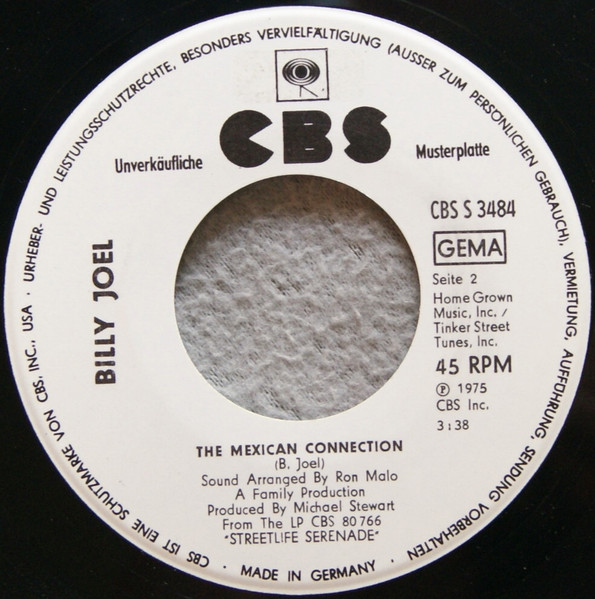 URHEBER- UND LEISTUNGSSCHUTZRECHTE, BESONDERS VERVIELFÄLTIGUNG (AUSSER ZUM PERSÖNLICHEN GEBRAUCH), VERMIETUNG, AUFFÜHRUNG, SENDUNG VORBEHALTEN
CBS
Unverkäufliche Musterplatte
CBS S 3484
GEMA
Seite 2
Home Grown
Music, Inc. /
Tinker Street
Tunes, Inc.
45 RPM
Ⓟ 1975
CBS Inc.
3:38
BILLY JOEL
THE MEXICAN CONNECTION
(B. Joel)
Sound Arranged By Ron Malo
A Family Production
Produced By Michael Stewart
From The LP CBS 80 766
"STREETLIFE SERENADE"
· MADE IN GERMANY ·
CBS IST EINE SCHUTZMARKE VON CBS, INC., USA ·